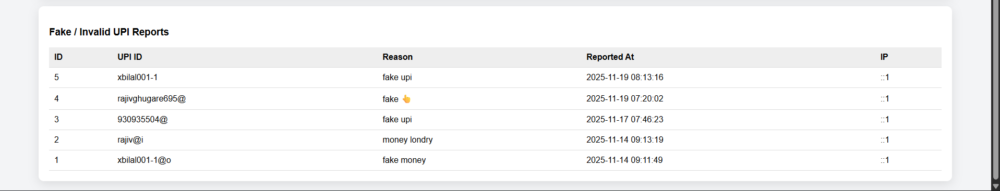 Fake / Invalid UPI Reports
ID UPI ID Reason Reported At IP
5 xbilal001-1 fake upi 2025-11-19 08:13:16 ::1
4 rajivghugare695@ fake 👆 2025-11-19 07:20:02 ::1
3 930935504@ fake upi 2025-11-17 07:46:23 ::1
2 rajiv@i money londry 2025-11-14 09:13:19 ::1
1 xbilal001-1@o fake money 2025-11-14 09:11:49 ::1